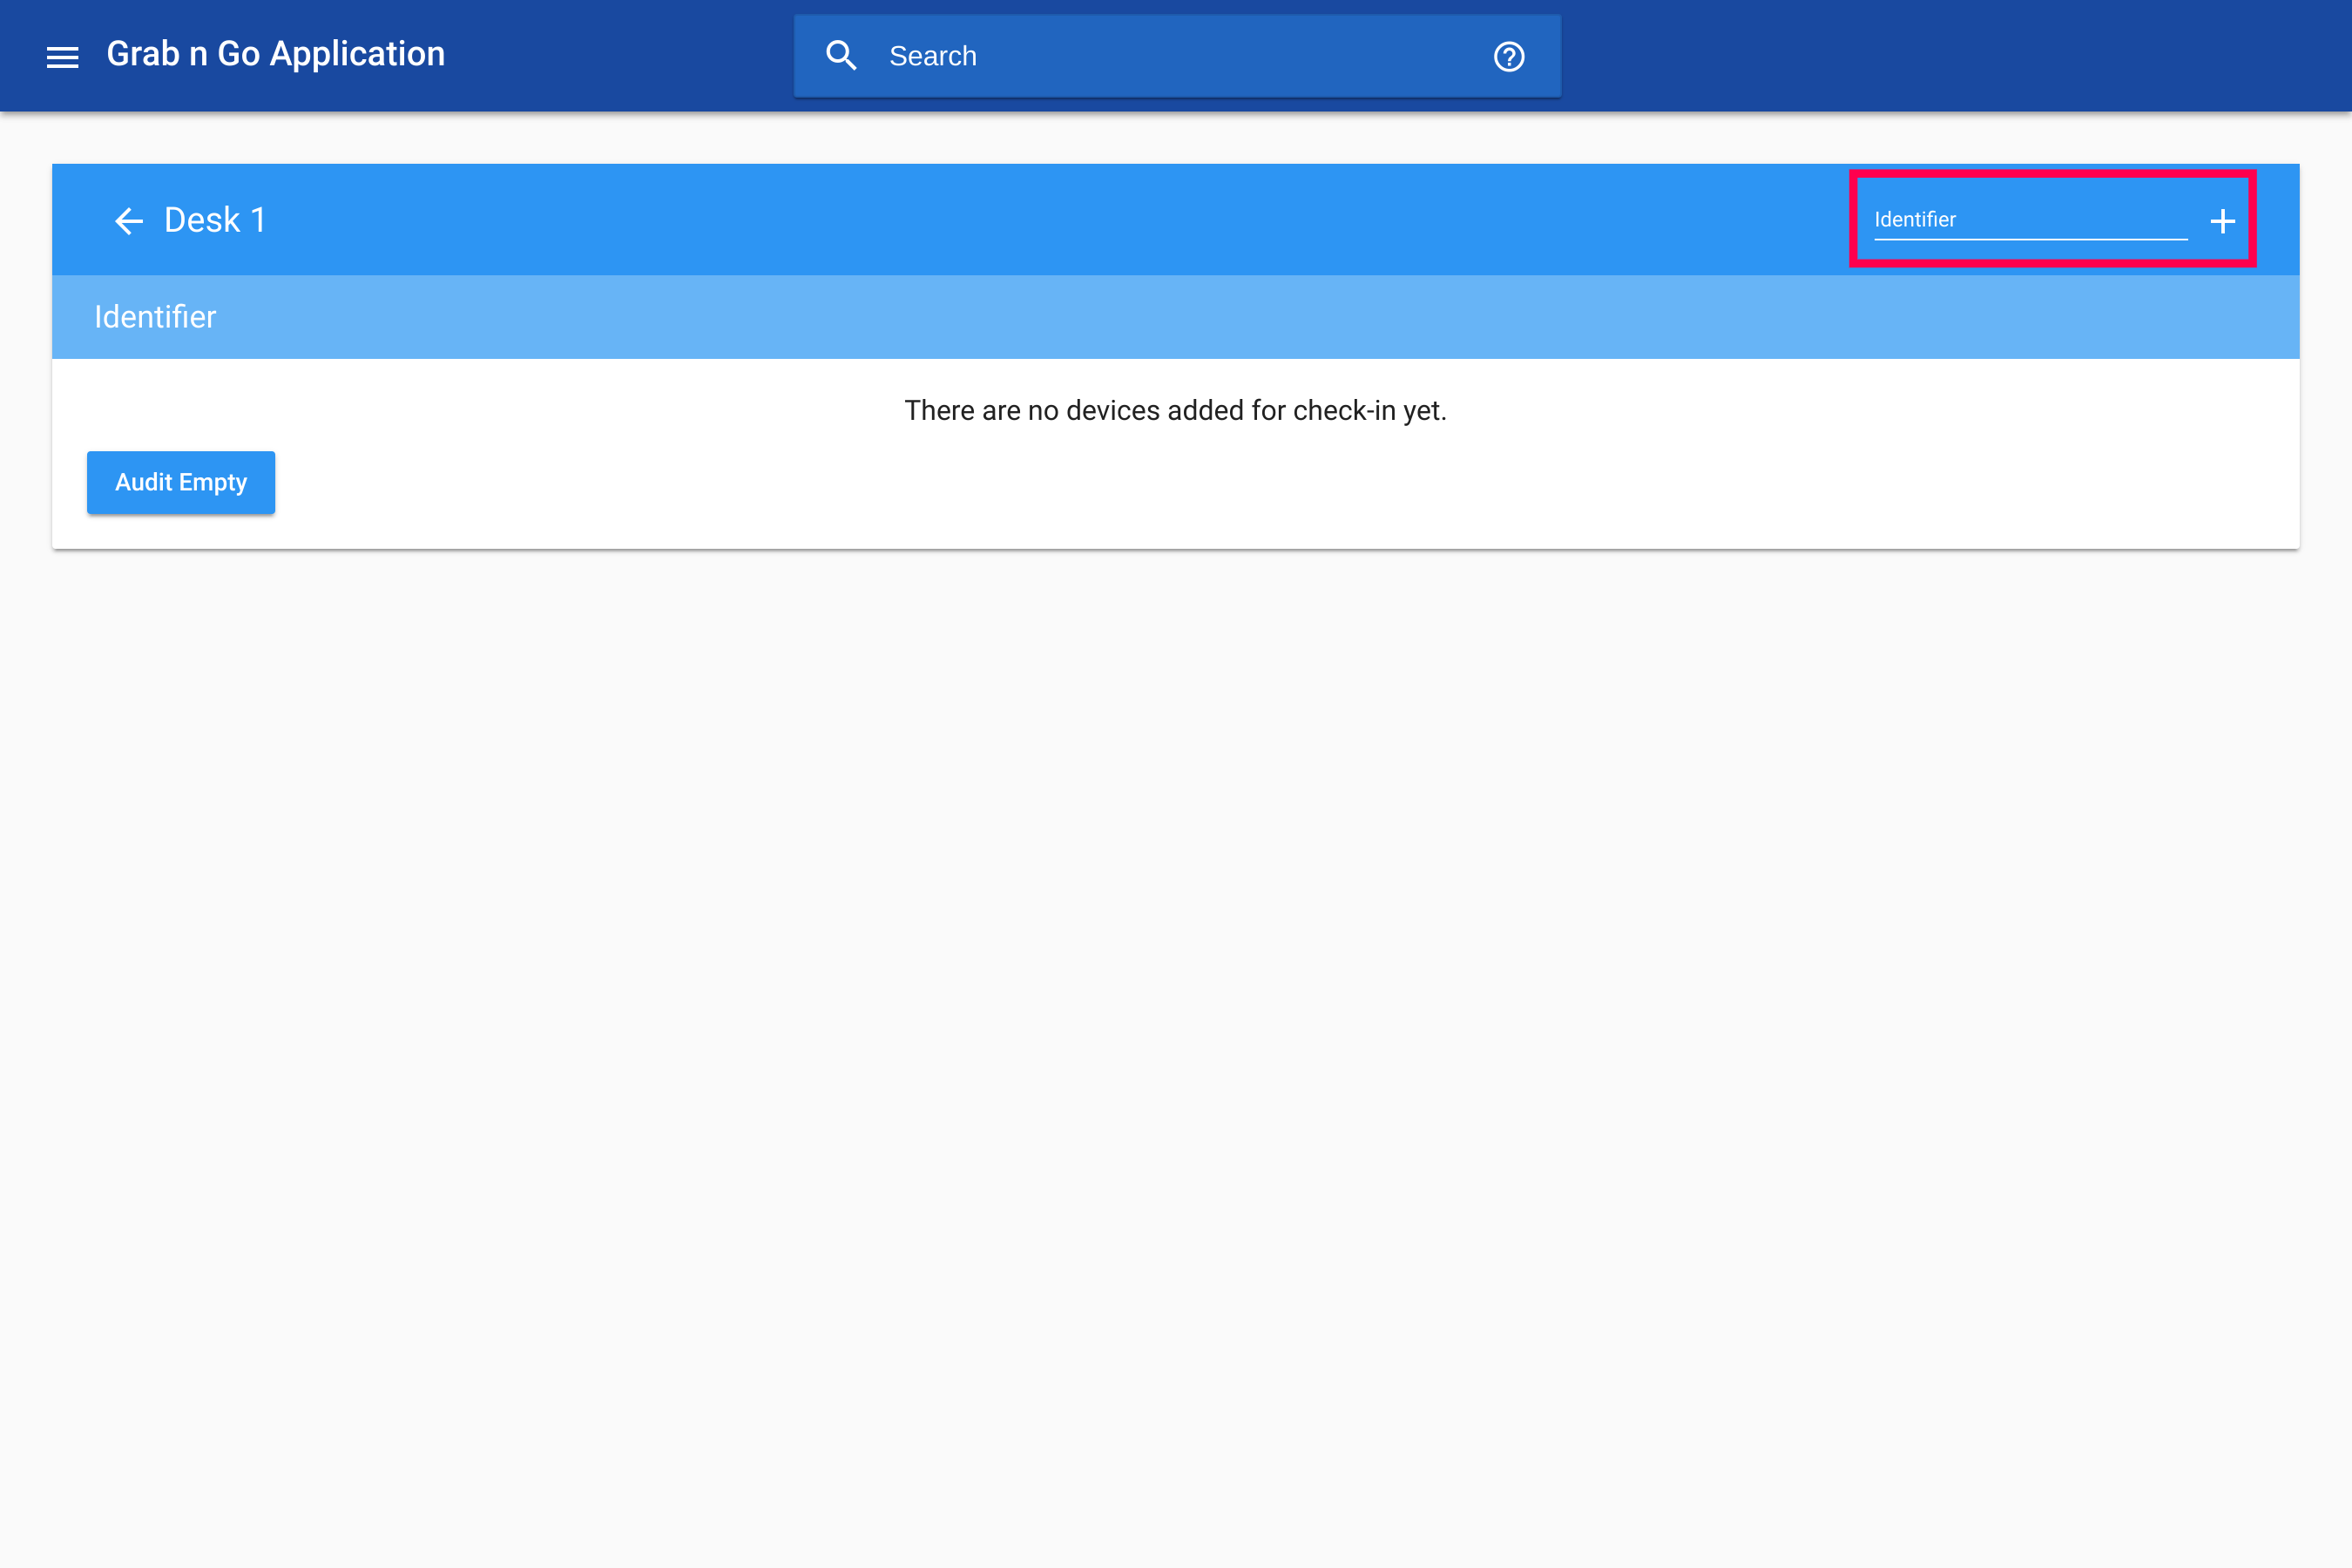 Grab n Go Application
Search
Desk 1
Identifier
Identifier
There are no devices added for check-in yet.
Audit Empty